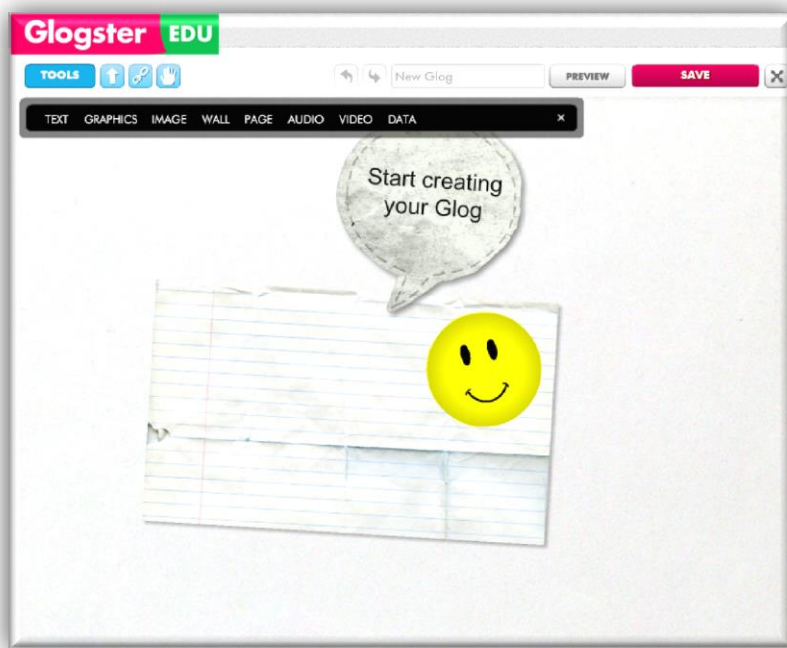 Glogster EDU
TOOLS New Glog PREVIEW SAVE X
TEXT GRAPHICS IMAGE WALL PAGE AUDIO VIDEO DATA ×
Start creating
your Glog